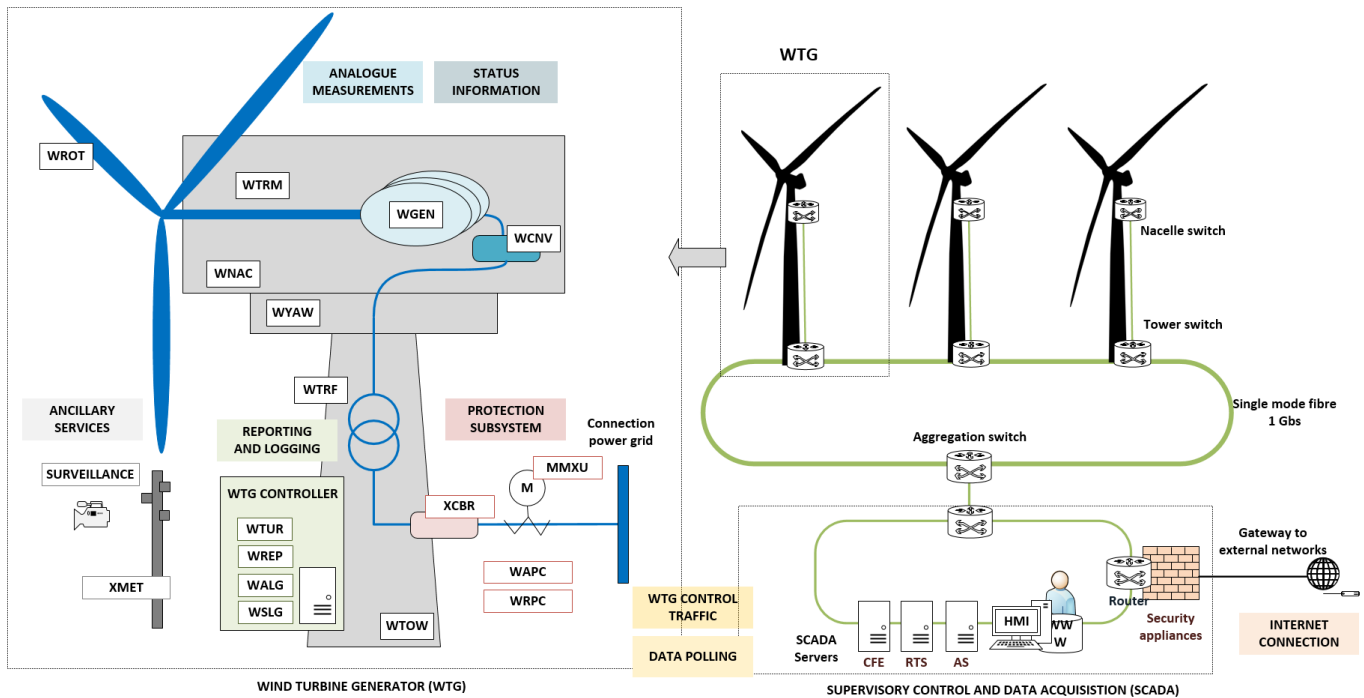 WTG
ANALOGUE
MEASUREMENTS
STATUS
INFORMATION
WROT
WTRM
WGEN
WCNV
WNAC
WYAW
WTRF
ANCILLARY
SERVICES
REPORTING
AND LOGGING
PROTECTION
SUBSYSTEM
Connection
power grid
SURVEILLANCE
WTG CONTROLLER
MMXU
M
XCBR
WTUR
WREP
WALG
WSLG
XMET
WAPC
WRPC
WTOW
WTG CONTROL
TRAFFIC
DATA POLLING
WIND TURBINE GENERATOR (WTG)
Nacelle switch
Tower switch
Single mode fibre
1 Gbs
Aggregation switch
Gateway to
external networks
Router
Security
appliances
INTERNET
CONNECTION
SCADA
Servers
CFE
RTS
AS
HMI
WW
W
SUPERVISORY CONTROL AND DATA ACQUISISTION (SCADA)